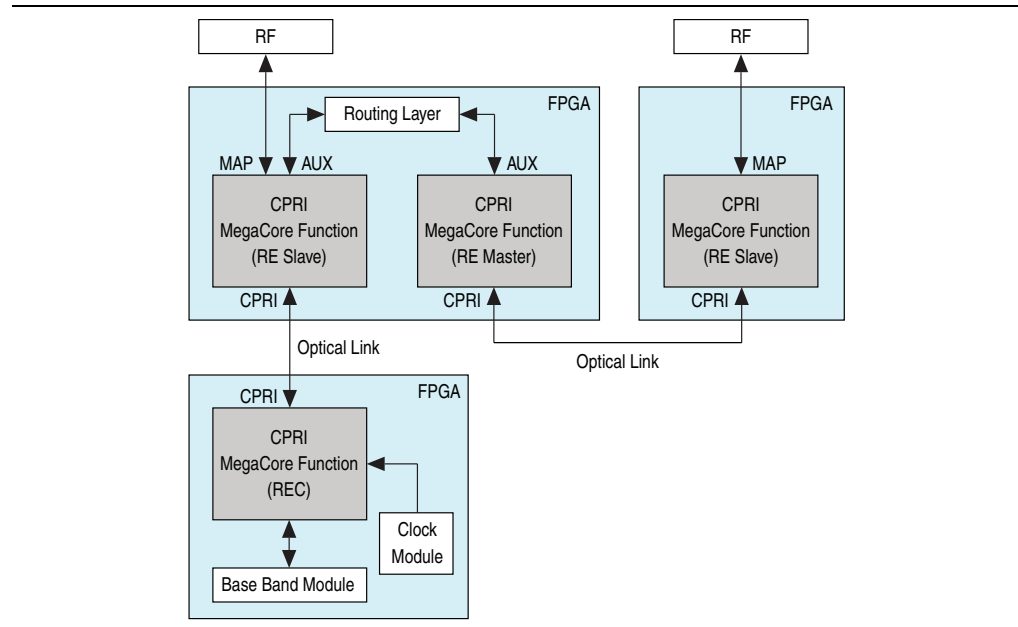 RF
RF
FPGA
FPGA
Routing Layer
MAP
AUX
AUX
MAP
CPRI
MegaCore Function
(RE Slave)
CPRI
MegaCore Function
(RE Master)
CPRI
MegaCore Function
(RE Slave)
CPRI
CPRI
CPRI
Optical Link
Optical Link
FPGA
CPRI
CPRI
MegaCore Function
(REC)
Clock
Module
Base Band Module